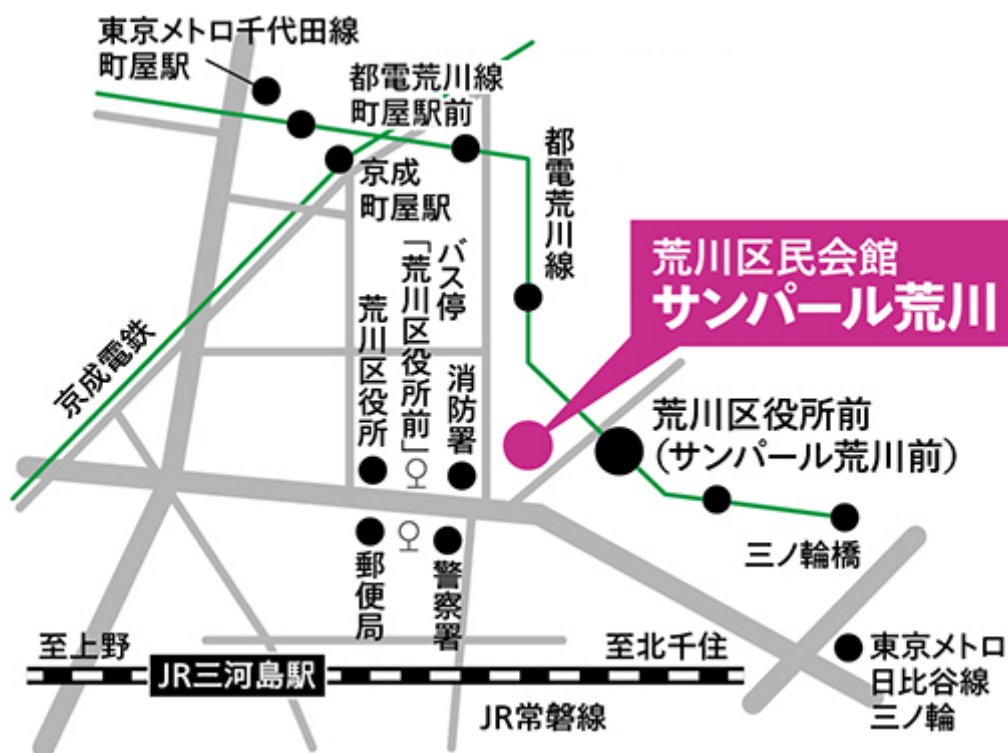 東京メトロ千代田線
町屋駅
都電荒川線
町屋駅前
京成
町屋駅
都電荒川線
荒川区民会館
サンパール荒川
バス停
「荒川区役所前」
荒川区役所
消防署
京成電鉄
荒川区役所前
(サンパール荒川前)
三ノ輪橋
郵便局
警察署
至上野
JR三河島駅
至北千住
JR常磐線
東京メトロ
日比谷線
三ノ輪